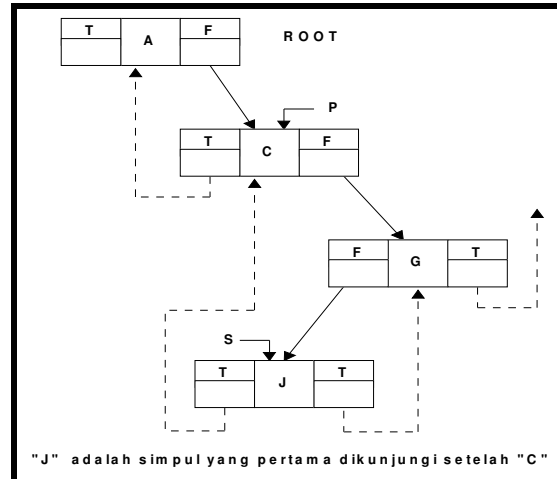 T A F ROOT
P
T C F
F G T
S
T J T
"J" adalah simpul yang pertama dikunjungi setelah "C"